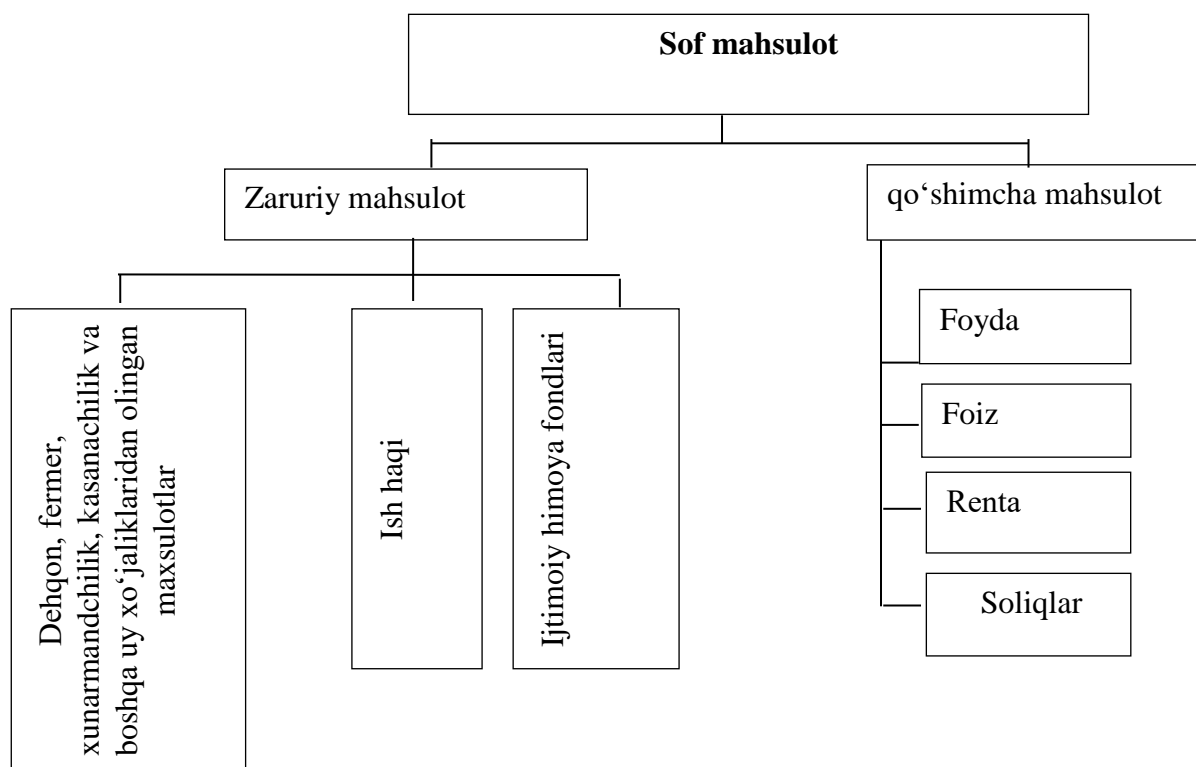 Sof mahsulot
Zaruriy mahsulot
qo‘shimcha mahsulot
Dehqon, fermer,
xunarmandchilik, kasanachilik va
boshqa uy xo‘jaliklaridan olingan
maxsulotlar
Ish haqi
Ijtimoiy himoya fondlari
Foyda
Foiz
Renta
Soliqlar